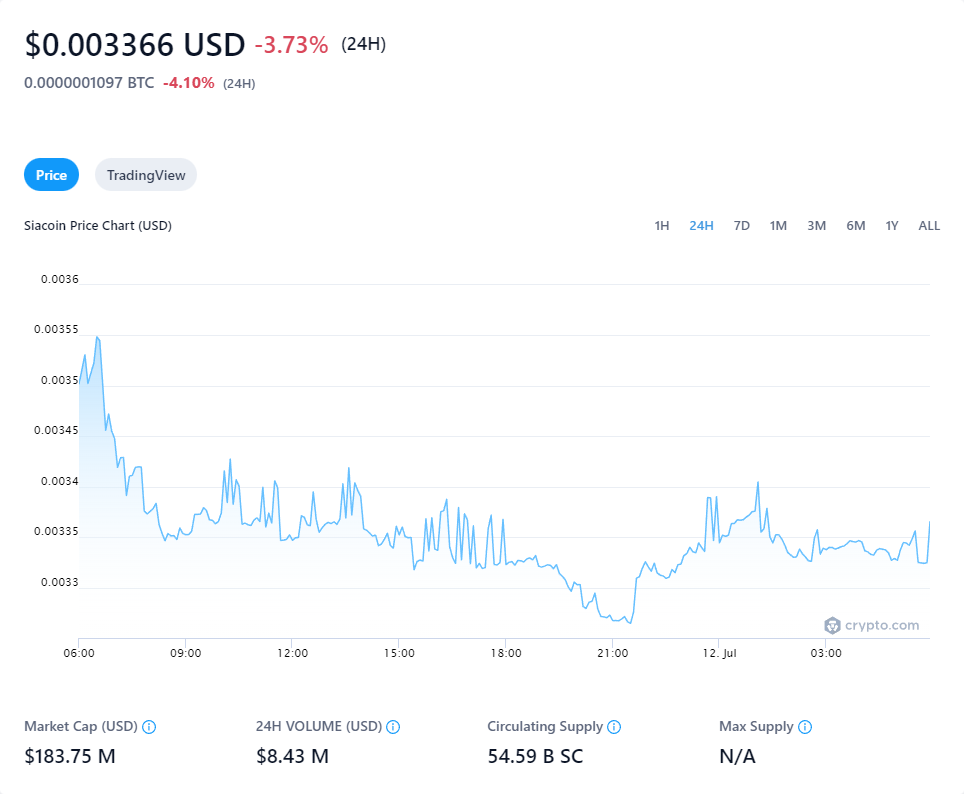 $0.003366 USD -3.73% (24H)
0.0000001097 BTC -4.10% (24H)
Price TradingView
Siacoin Price Chart (USD) 1H 24H 7D 1M 3M 6M 1Y ALL
0.0036
0.00355
0.0035
0.00345
0.0034
0.00335
0.0033
crypto.com
06:00 09:00 12:00 15:00 18:00 21:00 12. Jul 03:00
Market Cap (USD) 24H VOLUME (USD) Circulating Supply Max Supply
$183.75 M $8.43 M 54.59 B SC N/A